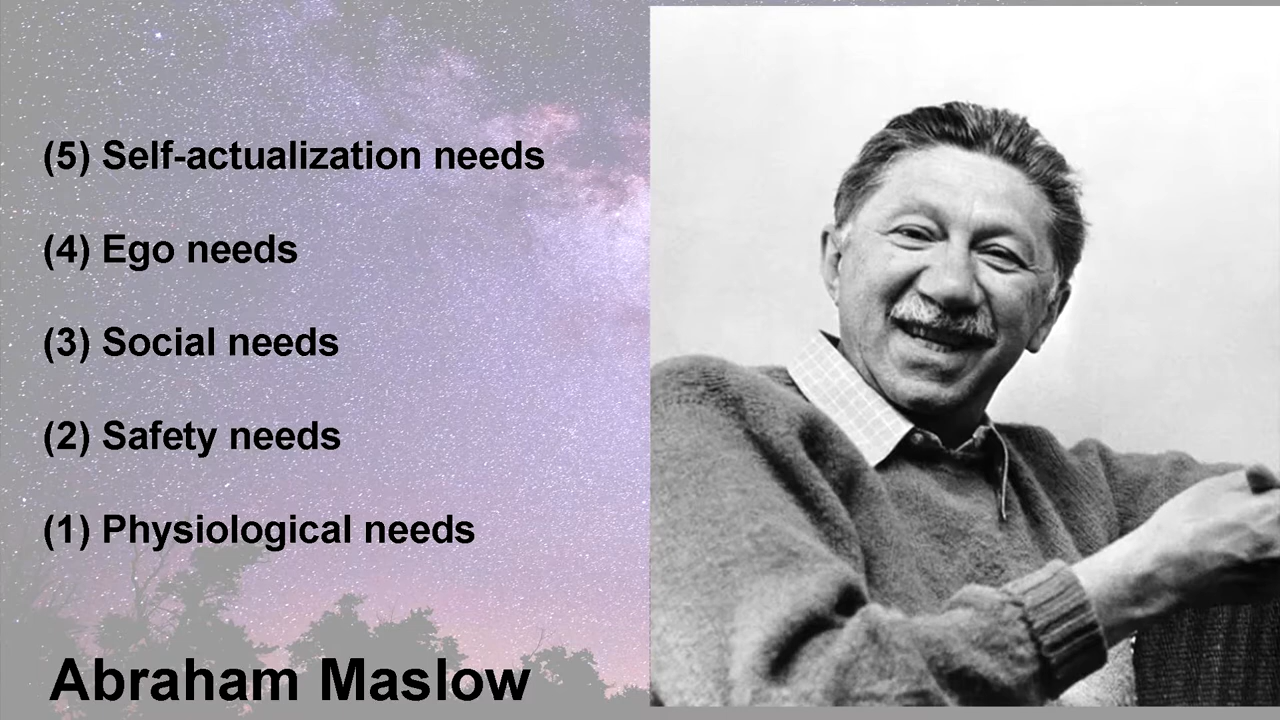 (5) Self-actualization needs
(4) Ego needs
(3) Social needs
(2) Safety needs
(1) Physiological needs
Abraham Maslow